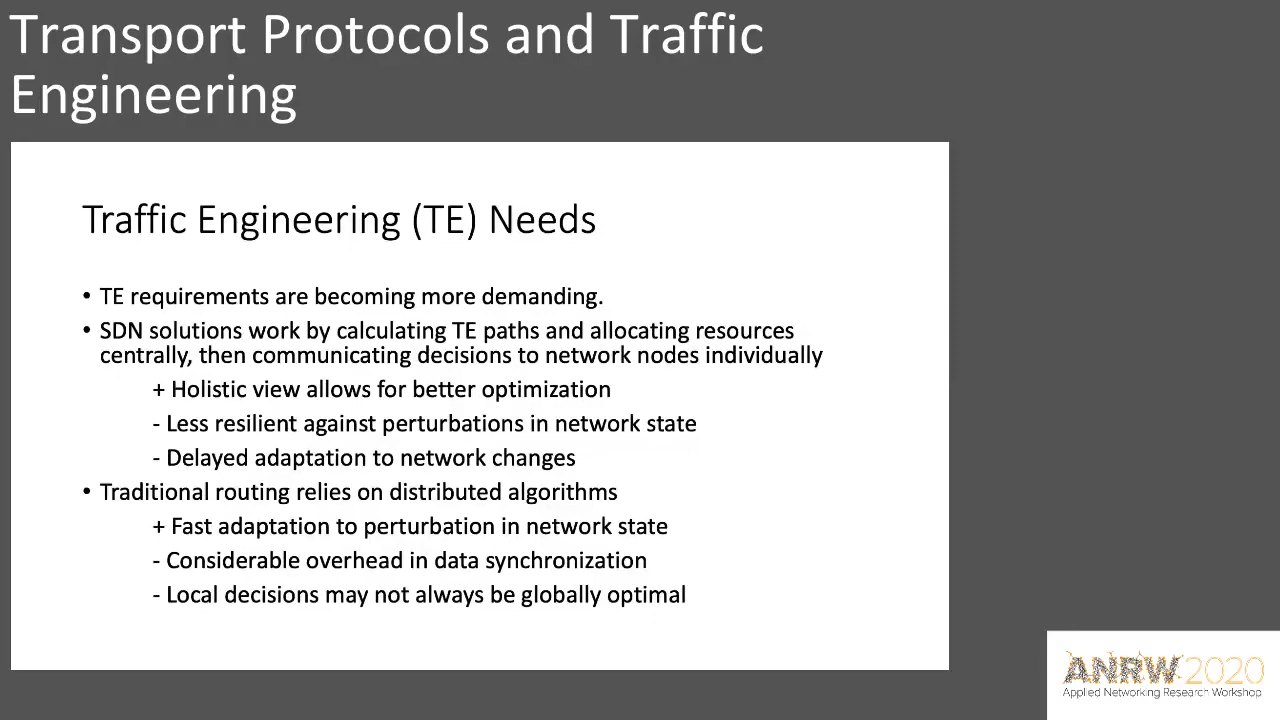 Transport Protocols and Traffic
Engineering
Traffic Engineering (TE) Needs
• TE requirements are becoming more demanding.
• SDN solutions work by calculating TE paths and allocating resources
centrally, then communicating decisions to network nodes individually
+ Holistic view allows for better optimization
- Less resilient against perturbations in network state
- Delayed adaptation to network changes
• Traditional routing relies on distributed algorithms
+ Fast adaptation to perturbation in network state
- Considerable overhead in data synchronization
- Local decisions may not always be globally optimal
ANRW 2020
Applied Networking Research Workshop